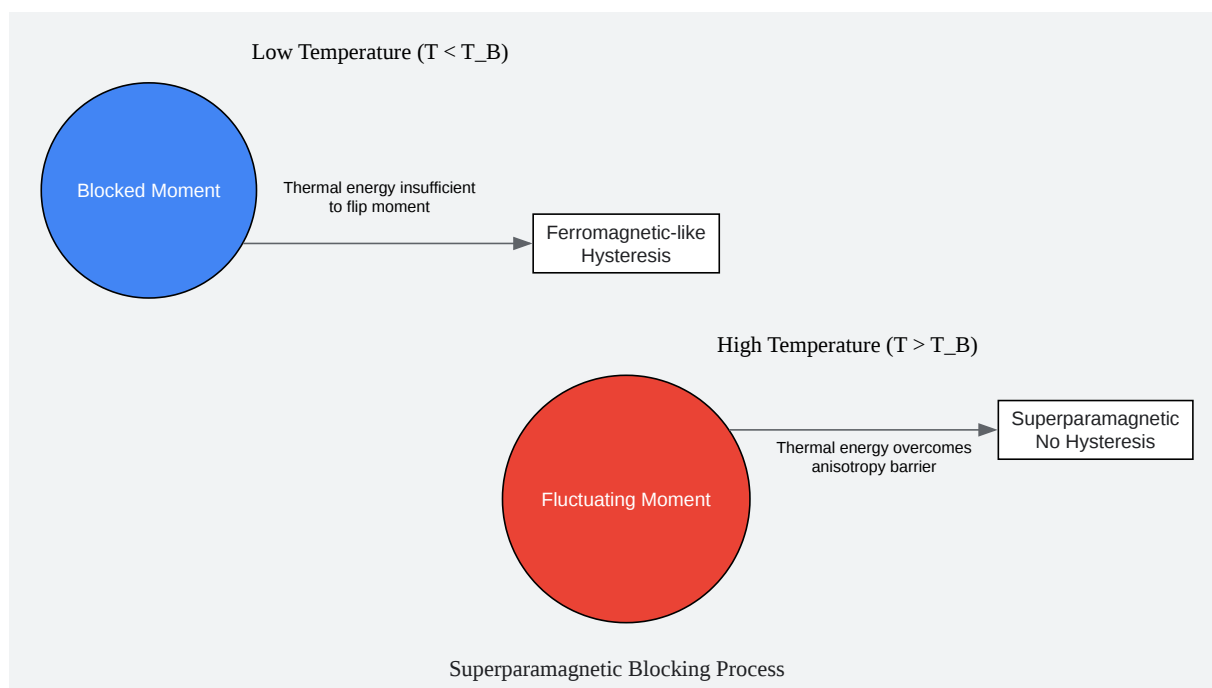 Low Temperature (T < T_B)
Blocked Moment
Thermal energy insufficient
to flip moment
Ferromagnetic-like
Hysteresis
High Temperature (T > T_B)
Fluctuating Moment
Thermal energy overcomes
anisotropy barrier
Superparamagnetic
No Hysteresis
Superparamagnetic Blocking Process